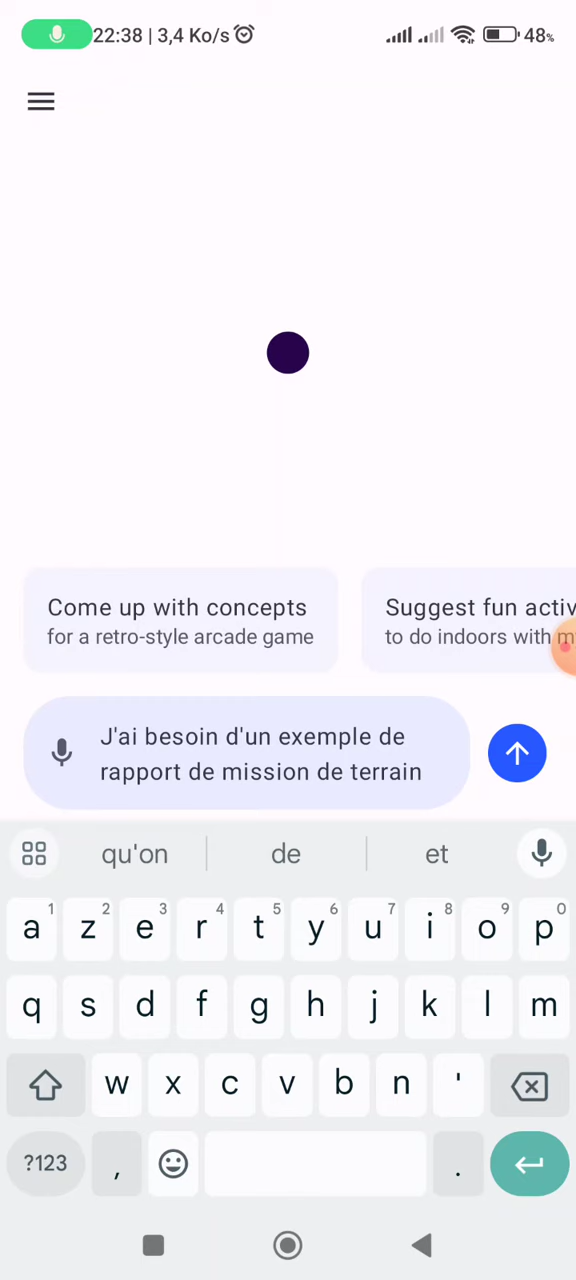 22:38 | 3,4 Ko/s 48%
Come up with concepts
for a retro-style arcade game
Suggest fun activ
to do indoors with m
J'ai besoin d'un exemple de
rapport de mission de terrain
qu'on de et
1 2 3 4 5 6 7 8 9 0
a z e r t y u i o p
q s d f g h j k l m
w x c v b n '
?123 , .